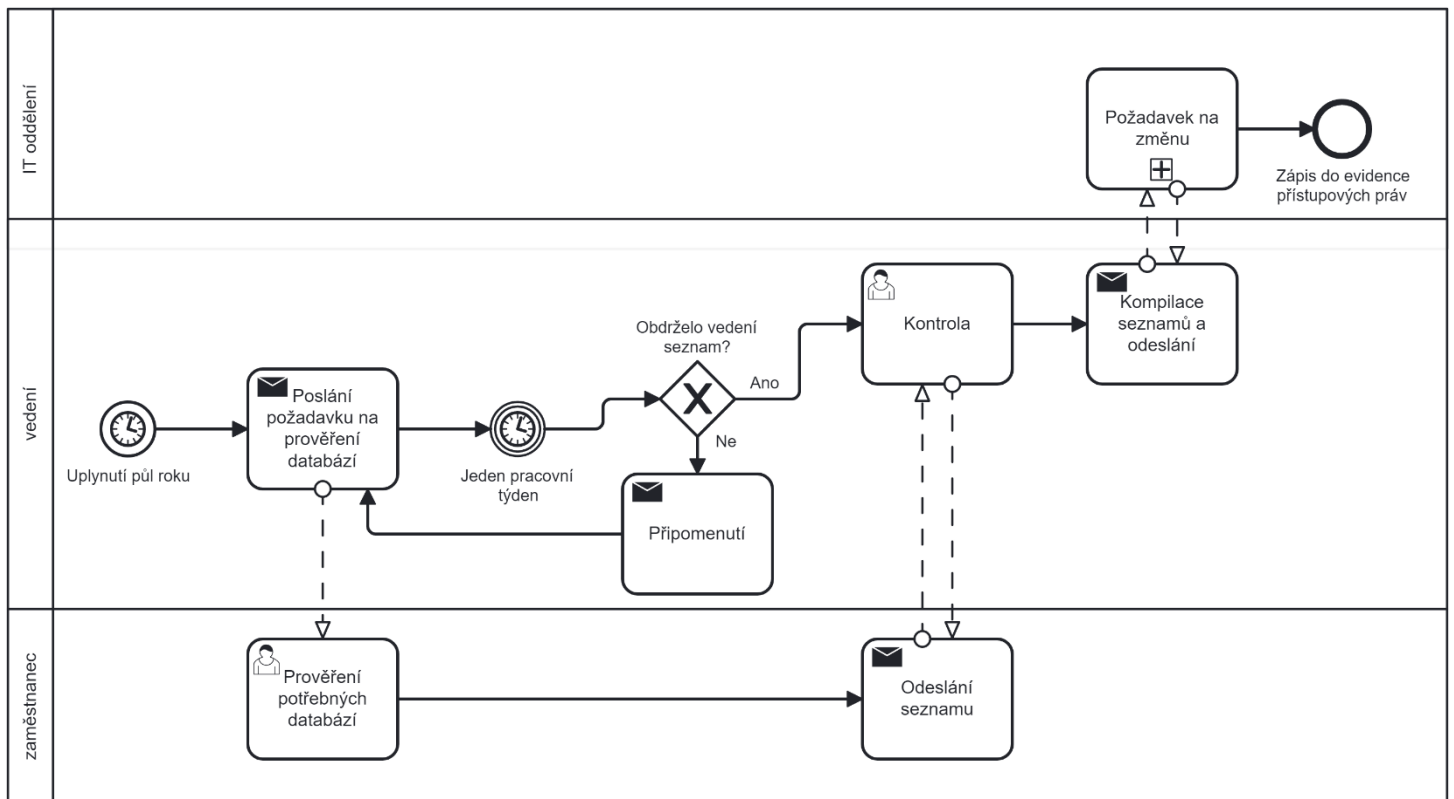 IT oddělení
Požadavek na
změnu
Zápis do evidence
přístupových práv
vedení
Uplynutí půl roku
Poslání
požadavku na
prověření
databází
Jeden pracovní
týden
Obdrželo vedení
seznam?
Ano
Ne
Připomenutí
Kontrola
Kompilace
seznamů a
odeslání
zaměstnanec
Prověření
potřebných
databází
Odeslání
seznamu